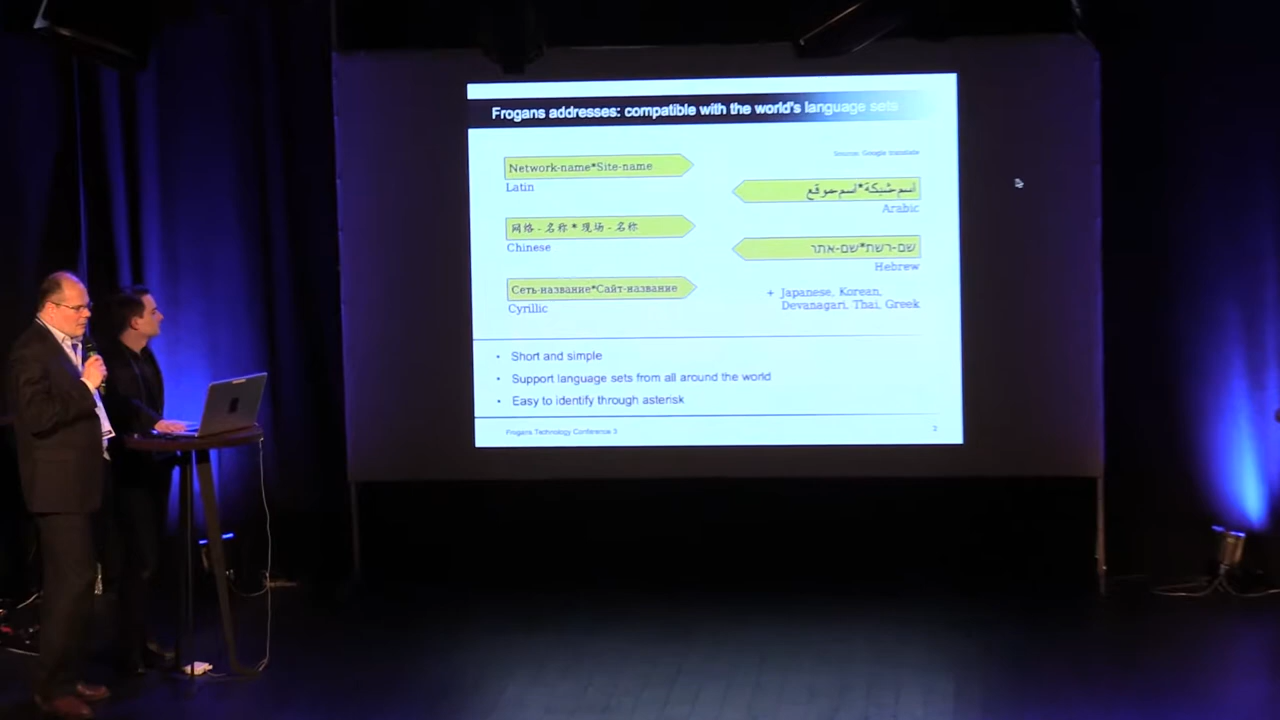 Frogans addresses: compatible with the world's language sets
Source: Google translate
Network-name*Site-name
Latin
网络 - 名称 * 现场 - 名称
Chinese
Сеть-название*Сайт-название
Cyrillic
اسم-شبكة*اسم-موقع
Arabic
שם-רשת*שם-אתר
Hebrew
+ Japanese, Korean,
Devanagari, Thai, Greek
• Short and simple
• Support language sets from all around the world
• Easy to identify through asterisk
Frogans Technology Conference 3
2